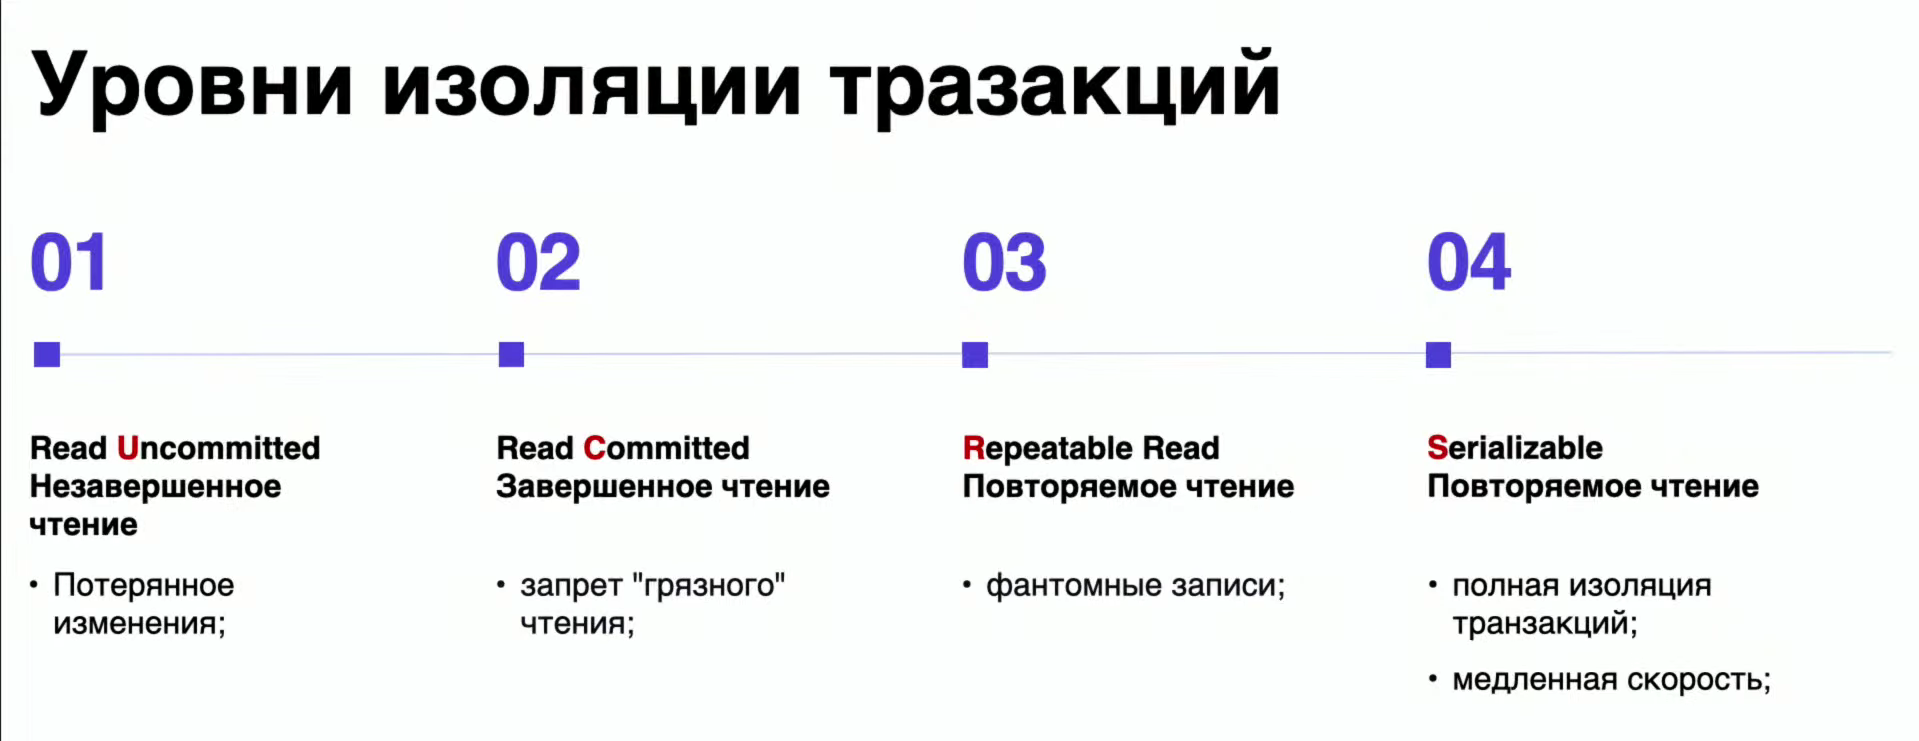 Уровни изоляции тразакций
01
02
03
04
Read Uncommitted
Незавершенное
чтение
• Потерянное
изменения;
Read Committed
Завершенное чтение
• запрет "грязного"
чтения;
Repeatable Read
Повторяемое чтение
• фантомные записи;
Serializable
Повторяемое чтение
• полная изоляция
транзакций;
• медленная скорость;